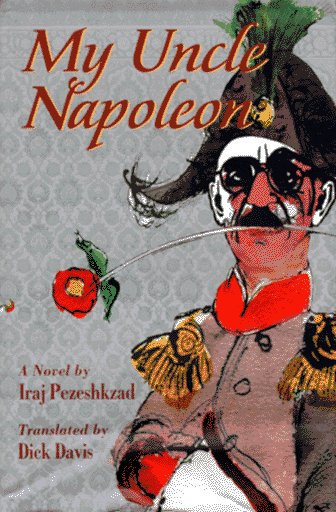 My Uncle
Napoleon
A Novel by
Iraj Pezeshkzad
Translated by
Dick Davis